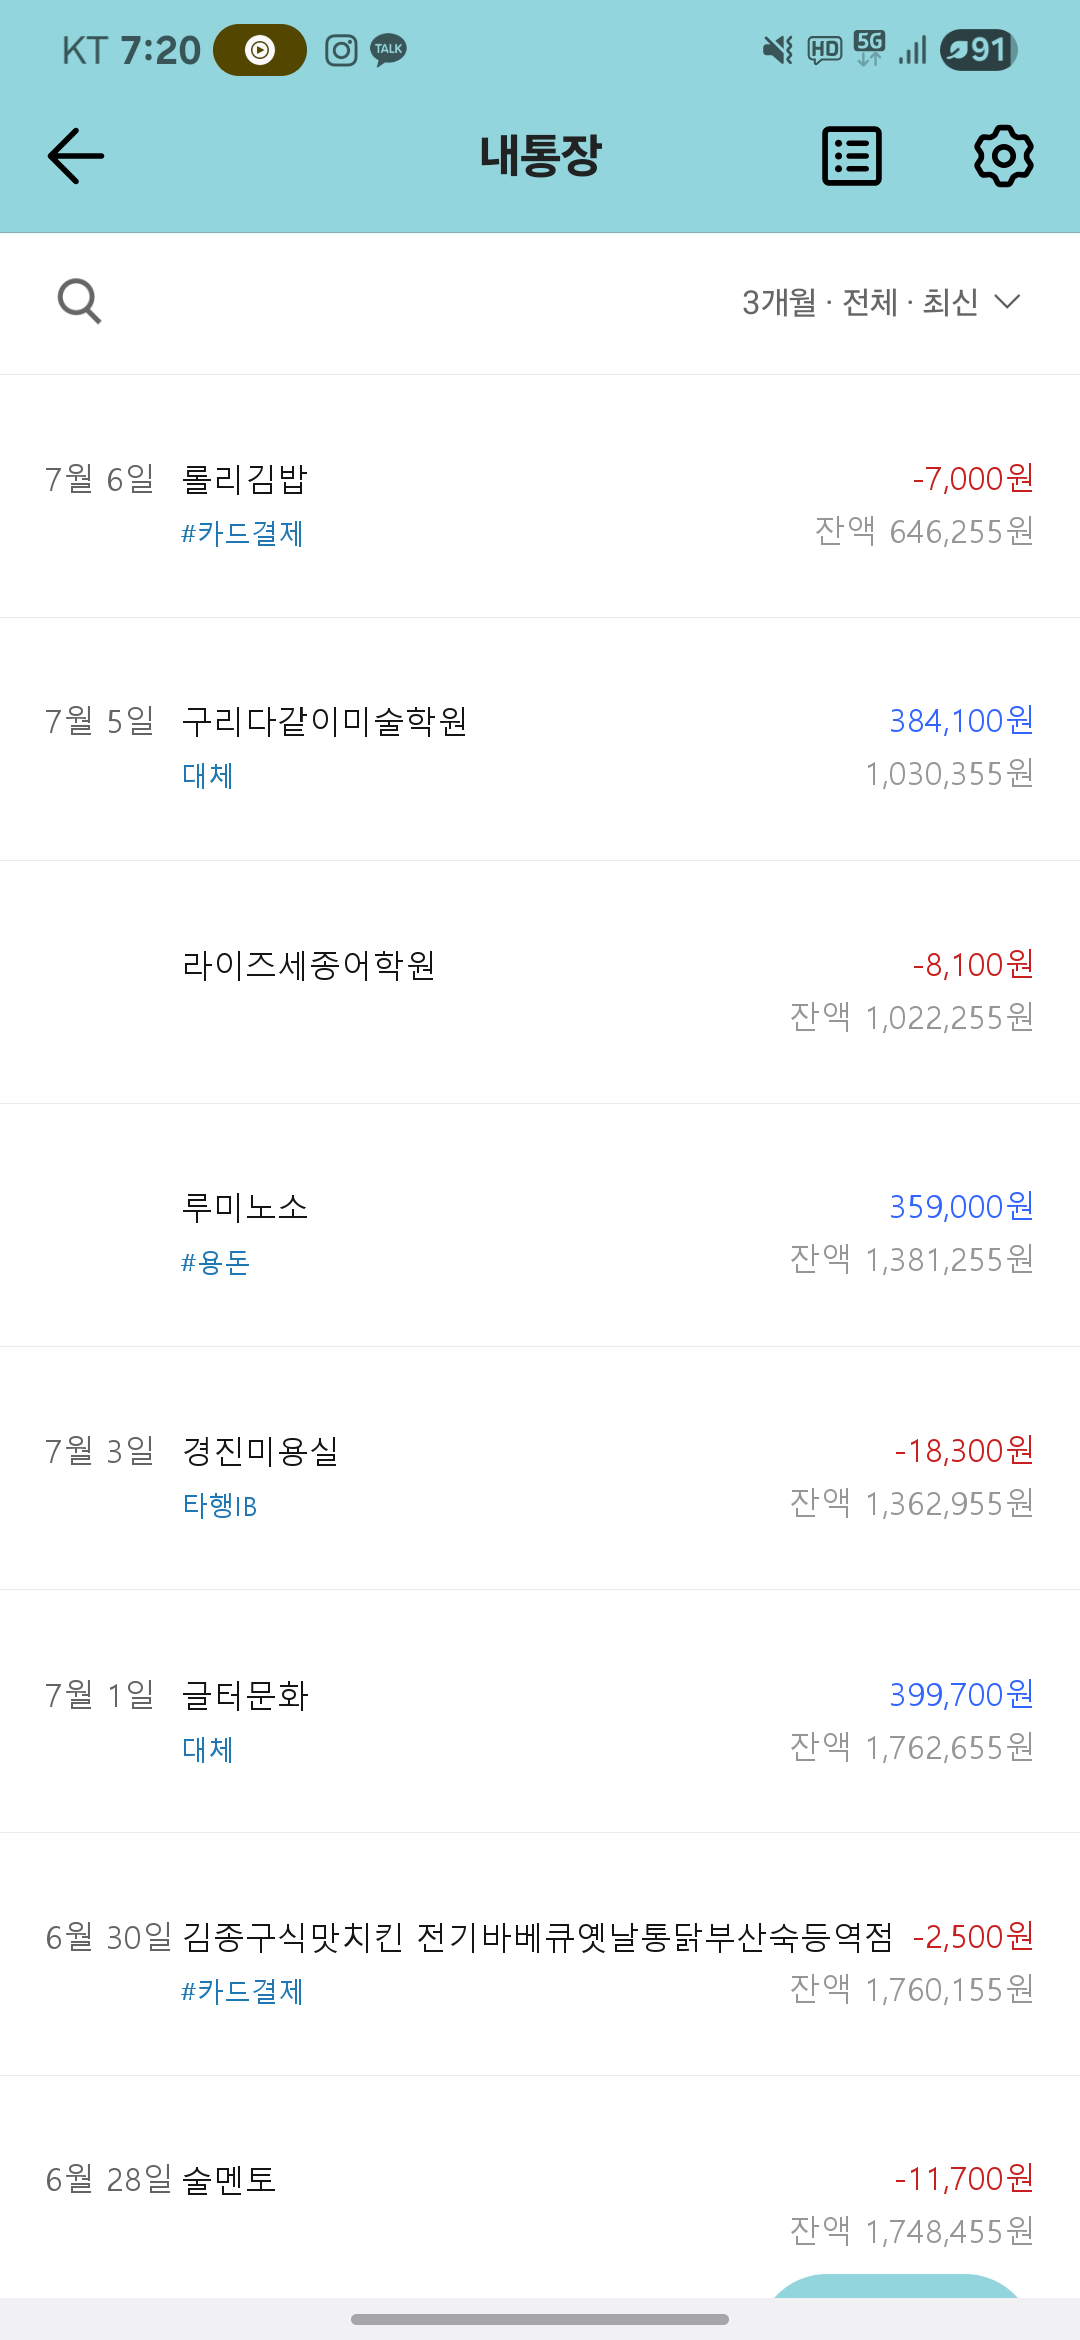 KT 7:20 TALK HD 5G 91
내통장
3개월 · 전체 · 최신
7월 6일 롤리김밥 -7,000원
#카드결제 잔액 646,255원
7월 5일 구리다같이미술학원 384,100원
대체 1,030,355원
라이즈세종어학원 -8,100원
잔액 1,022,255원
루미노소 359,000원
#용돈 잔액 1,381,255원
7월 3일 경진미용실 -18,300원
타행IB 잔액 1,362,955원
7월 1일 글터문화 399,700원
대체 잔액 1,762,655원
6월 30일 김종구식맛치킨 전기바베큐옛날통닭부산숙등역점 -2,500원
#카드결제 잔액 1,760,155원
6월 28일 술멘토 -11,700원
잔액 1,748,455원